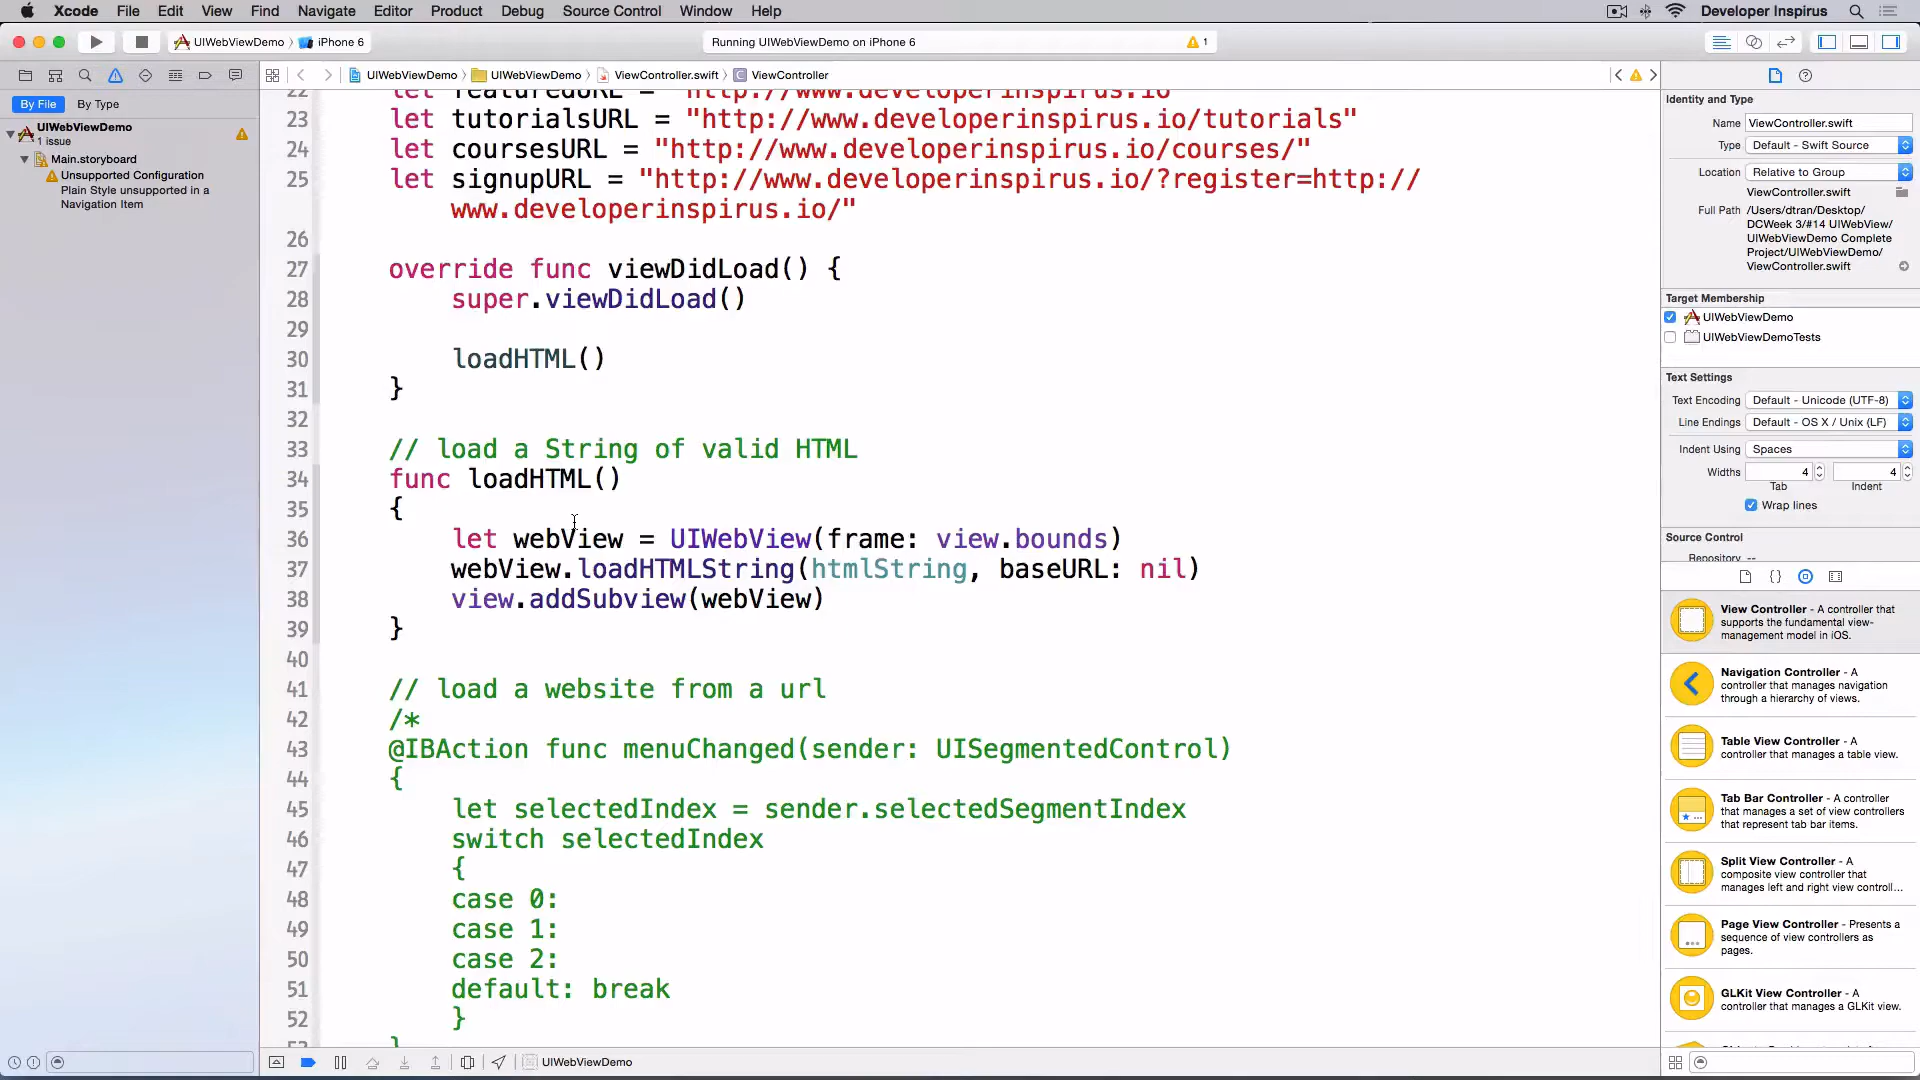 Xcode File Edit View Find Navigate Editor Product Debug Source Control Window Help Developer Inspirus
UIWebViewDemo iPhone 6 Running UIWebViewDemo on iPhone 6 1
UIWebViewDemo UIWebViewDemo ViewController.swift ViewController
By File By Type
UIWebViewDemo
1 issue
Main.storyboard
Unsupported Configuration
Plain Style unsupported in a
Navigation Item
22 let featuredURL = "http://www.developerinspirus.io"
23 let tutorialsURL = "http://www.developerinspirus.io/tutorials"
24 let coursesURL = "http://www.developerinspirus.io/courses/"
25 let signupURL = "http://www.developerinspirus.io/?register=http://
www.developerinspirus.io/"
26
27 override func viewDidLoad() {
28 super.viewDidLoad()
29
30 loadHTML()
31 }
32
33 // load a String of valid HTML
34 func loadHTML()
35 {
36 let webView = UIWebView(frame: view.bounds)
37 webView.loadHTMLString(htmlString, baseURL: nil)
38 view.addSubview(webView)
39 }
40
41 // load a website from a url
42 /*
43 @IBAction func menuChanged(sender: UISegmentedControl)
44 {
45 let selectedIndex = sender.selectedSegmentIndex
46 switch selectedIndex
47 {
48 case 0:
49 case 1:
50 case 2:
51 default: break
52 }
UIWebViewDemo
Identity and Type
Name ViewController.swift
Type Default - Swift Source
Location Relative to Group
ViewController.swift
Full Path /Users/dtran/Desktop/
DCWeek 3/#14 UIWebView/
UIWebViewDemo Complete
Project/UIWebViewDemo/
ViewController.swift
Target Membership
UIWebViewDemo
UIWebViewDemoTests
Text Settings
Text Encoding Default - Unicode (UTF-8)
Line Endings Default - OS X / Unix (LF)
Indent Using Spaces
Widths 4 4
Tab Indent
Wrap lines
Source Control
Repository --
View Controller - A controller that
supports the fundamental view-
management model in iOS.
Navigation Controller - A
controller that manages navigation
through a hierarchy of views.
Table View Controller - A
controller that manages a table view.
Tab Bar Controller - A controller
that manages a set of view controllers
that represent tab bar items.
Split View Controller - A
composite view controller that
manages left and right view controll...
Page View Controller - Presents a
sequence of view controllers as
pages.
GLKit View Controller - A
controller that manages a GLKit view.